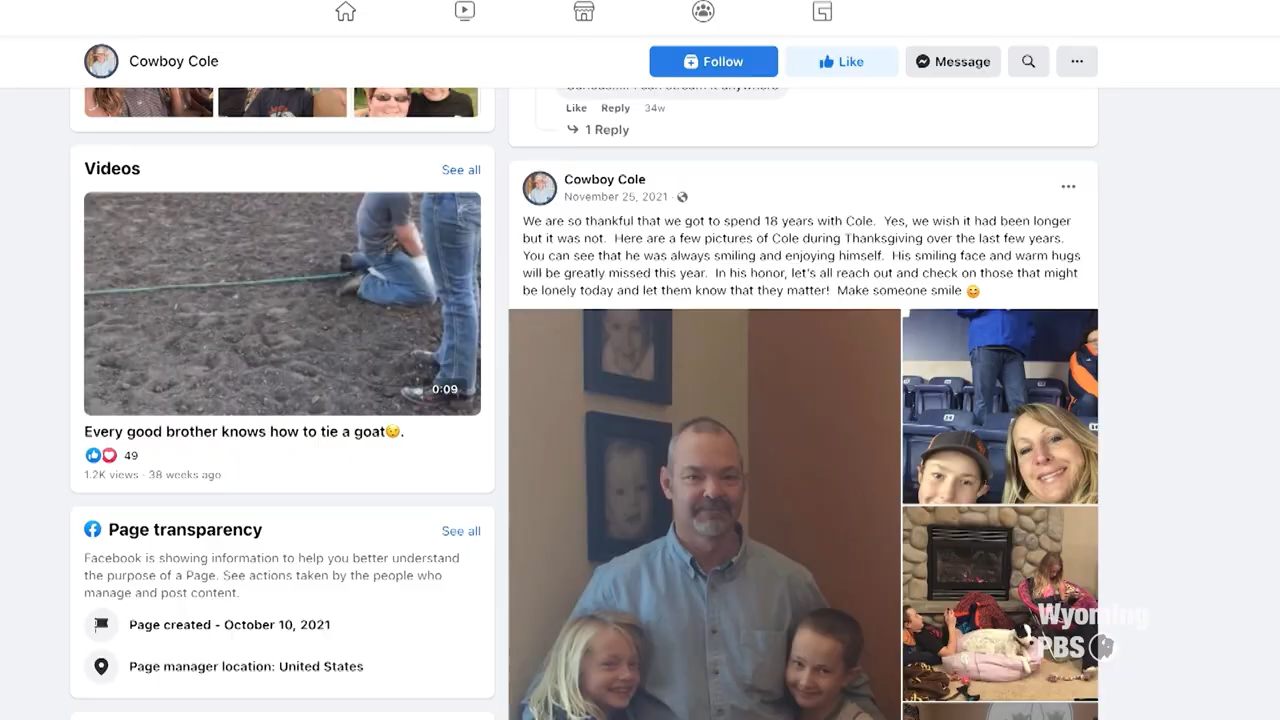 Cowboy Cole
Follow
Like
Message
Like Reply 34w
1 Reply
Videos
See all
0:09
Every good brother knows how to tie a goat😉.
49
1.2K views · 38 weeks ago
Page transparency
See all
Facebook is showing information to help you better understand
the purpose of a Page. See actions taken by the people who
manage and post content.
Page created - October 10, 2021
Page manager location: United States
Cowboy Cole
November 25, 2021 ·
We are so thankful that we got to spend 18 years with Cole. Yes, we wish it had been longer
but it was not. Here are a few pictures of Cole during Thanksgiving over the last few years.
You can see that he was always smiling and enjoying himself. His smiling face and warm hugs
will be greatly missed this year. In his honor, let's all reach out and check on those that might
be lonely today and let them know that they matter! Make someone smile 😊
Wyoming
PBS